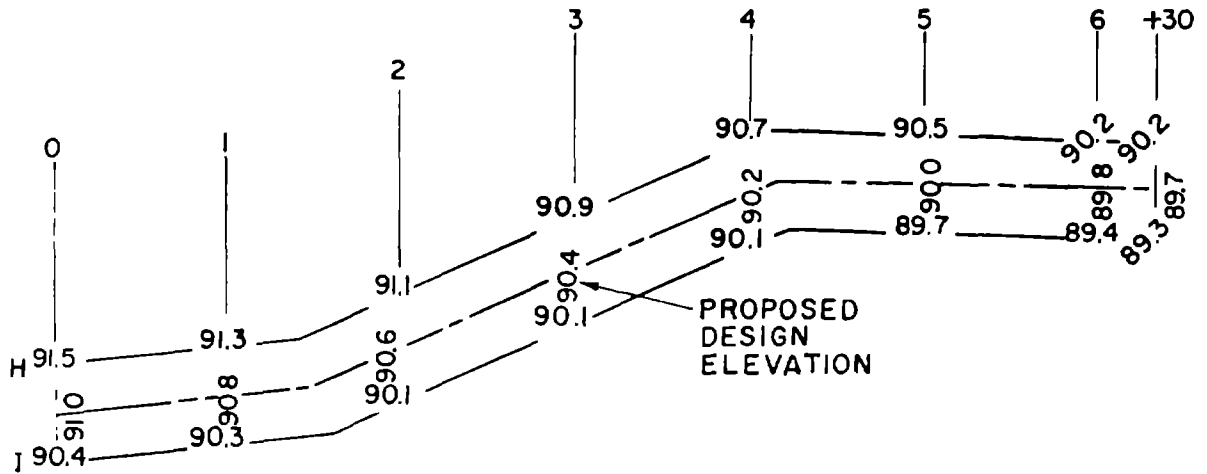 0 1 2 3 4 5 6 +30
H 91.5 91.3 91.1 90.9 90.7 90.5 90.2 90.2
91.0 90.8 90.6 90.4 90.2 90.0 89.8 89.7
I 90.4 90.3 90.1 90.1 90.1 89.7 89.4 89.3
PROPOSED
DESIGN
ELEVATION